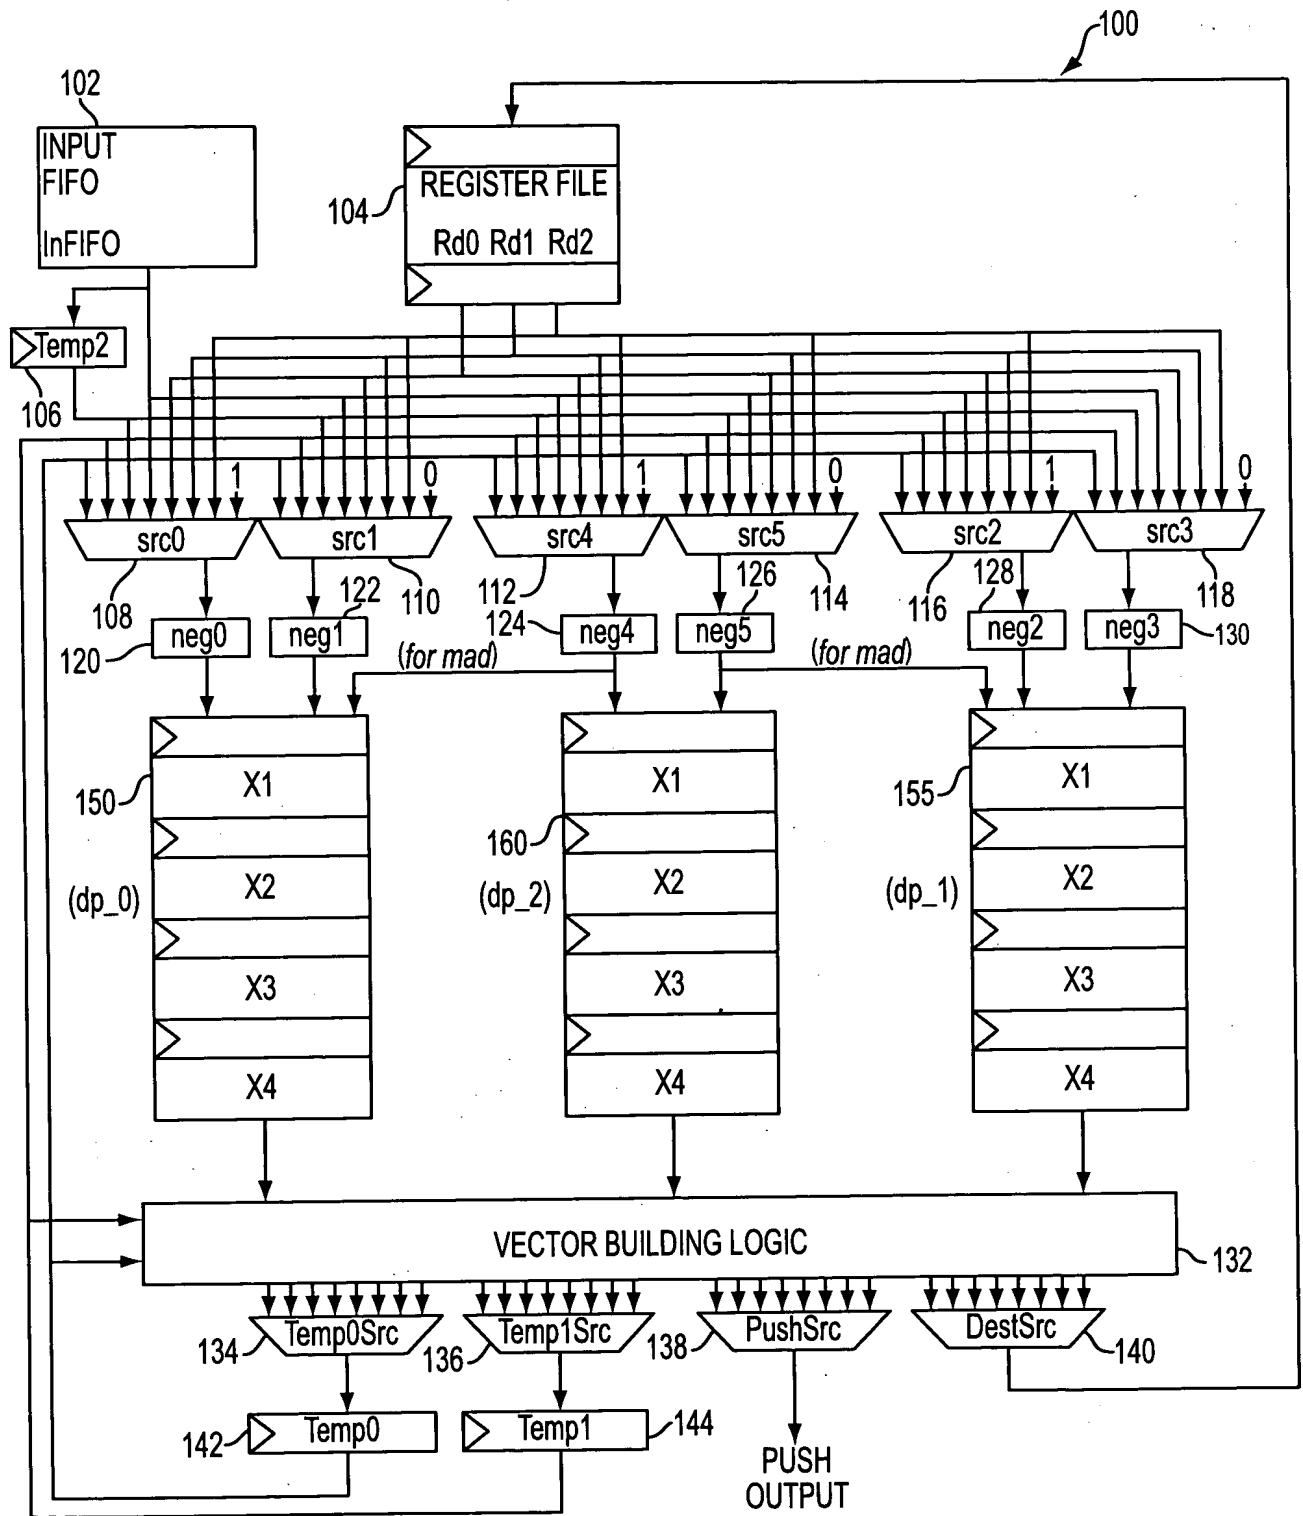 100
102
INPUT
FIFO
InFIFO
104
REGISTER FILE
Rd0 Rd1 Rd2
Temp2
106
1
0
1
0
1
0
src0
src1
src4
src5
src2
src3
108
122
110
112
126
114
116
128
118
neg0
neg1
124
neg4
neg5
neg2
neg3
130
120
(for mad)
(for mad)
150
X1
X1
155
X1
160
(dp_0)
X2
(dp_2)
X2
(dp_1)
X2
X3
X3
X3
X4
X4
X4
VECTOR BUILDING LOGIC
132
134
Temp0Src
136
Temp1Src
138
PushSrc
DestSrc
140
142
Temp0
Temp1
144
PUSH
OUTPUT